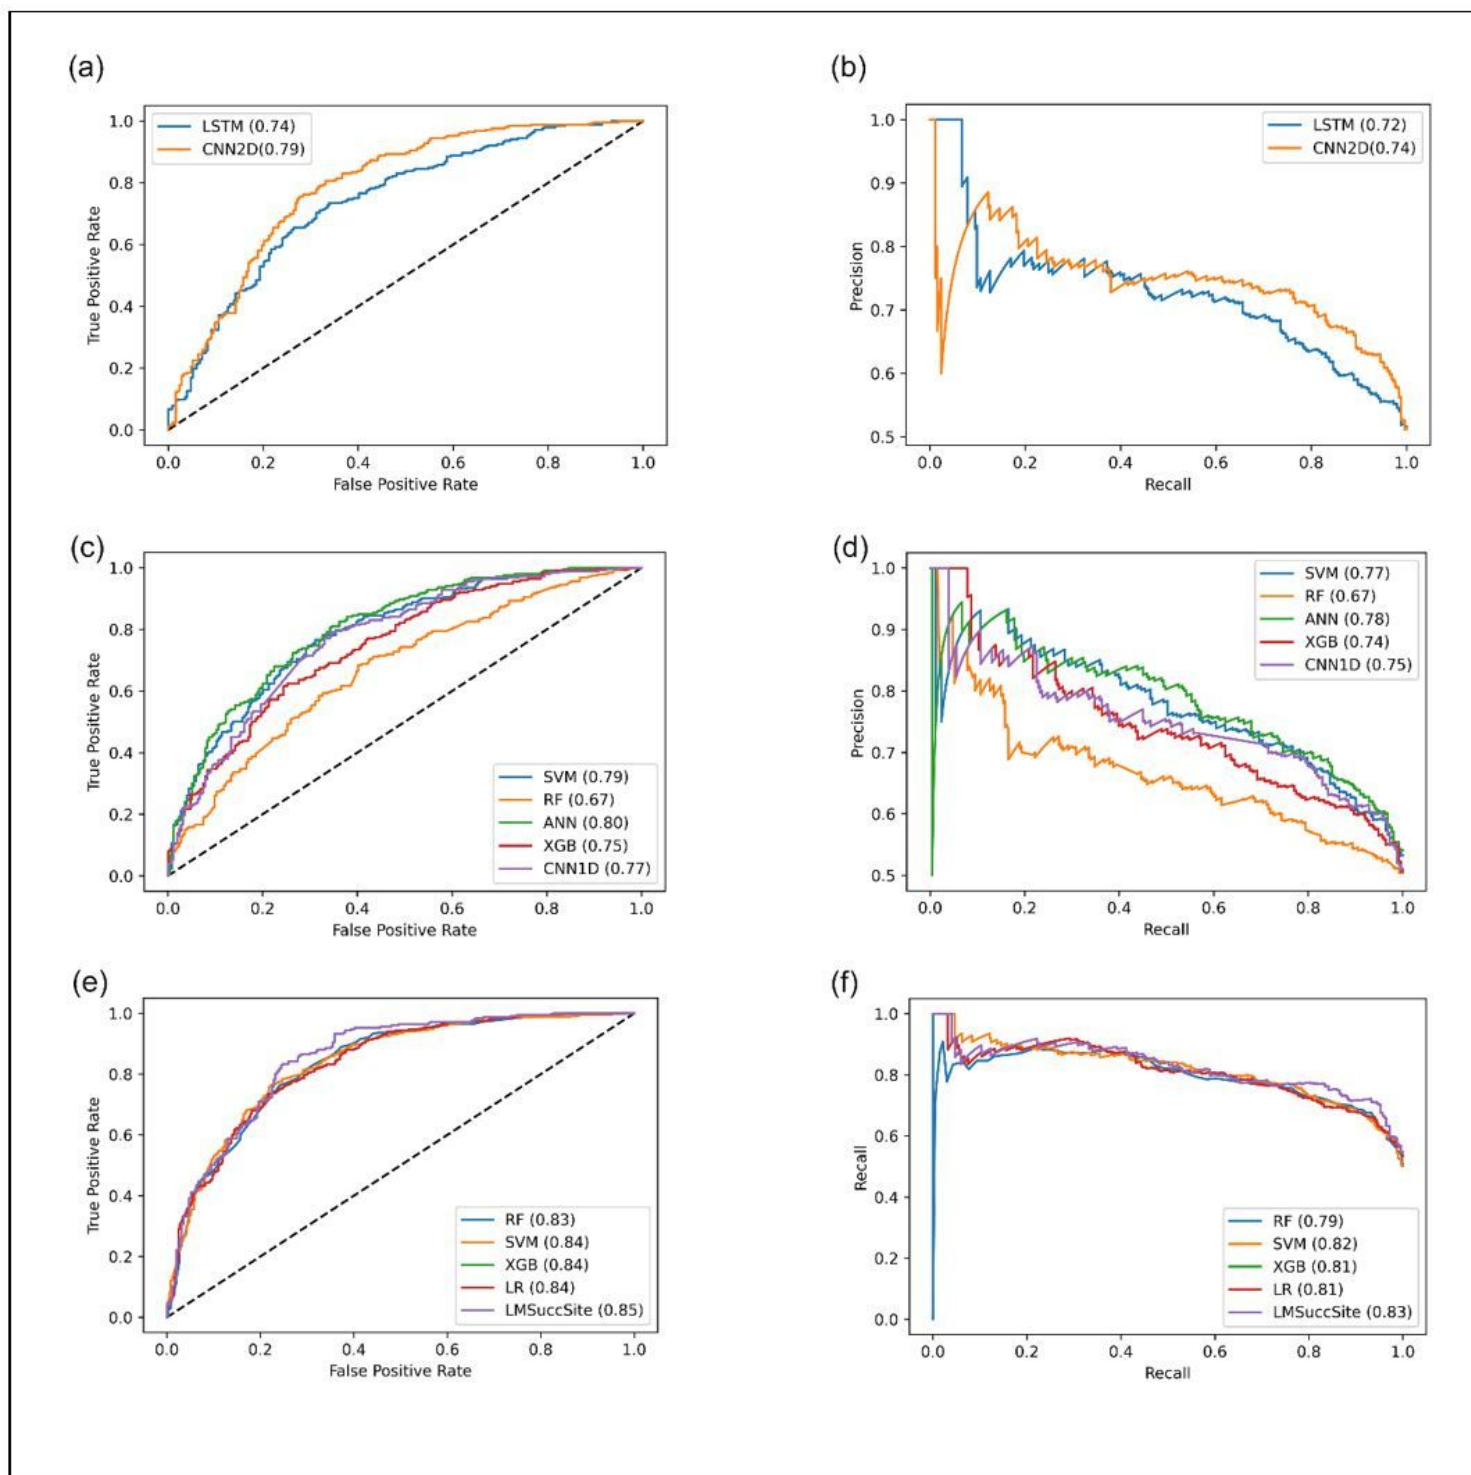 (a)
LSTM (0.74)
CNN2D(0.79)
True Positive Rate
1.0
0.8
0.6
0.4
0.2
0.0
0.0 0.2 0.4 0.6 0.8 1.0
False Positive Rate
(b)
LSTM (0.72)
CNN2D(0.74)
Precision
1.0
0.9
0.8
0.7
0.6
0.5
0.0 0.2 0.4 0.6 0.8 1.0
Recall
(c)
True Positive Rate
1.0
0.8
0.6
0.4
0.2
0.0
SVM (0.79)
RF (0.67)
ANN (0.80)
XGB (0.75)
CNN1D (0.77)
0.0 0.2 0.4 0.6 0.8 1.0
False Positive Rate
(d)
SVM (0.77)
RF (0.67)
ANN (0.78)
XGB (0.74)
CNN1D (0.75)
Precision
1.0
0.9
0.8
0.7
0.6
0.5
0.0 0.2 0.4 0.6 0.8 1.0
Recall
(e)
True Positive Rate
1.0
0.8
0.6
0.4
0.2
0.0
RF (0.83)
SVM (0.84)
XGB (0.84)
LR (0.84)
LMSuccSite (0.85)
0.0 0.2 0.4 0.6 0.8 1.0
False Positive Rate
(f)
Recall
1.0
0.8
0.6
0.4
0.2
0.0
RF (0.79)
SVM (0.82)
XGB (0.81)
LR (0.81)
LMSuccSite (0.83)
0.0 0.2 0.4 0.6 0.8 1.0
Recall